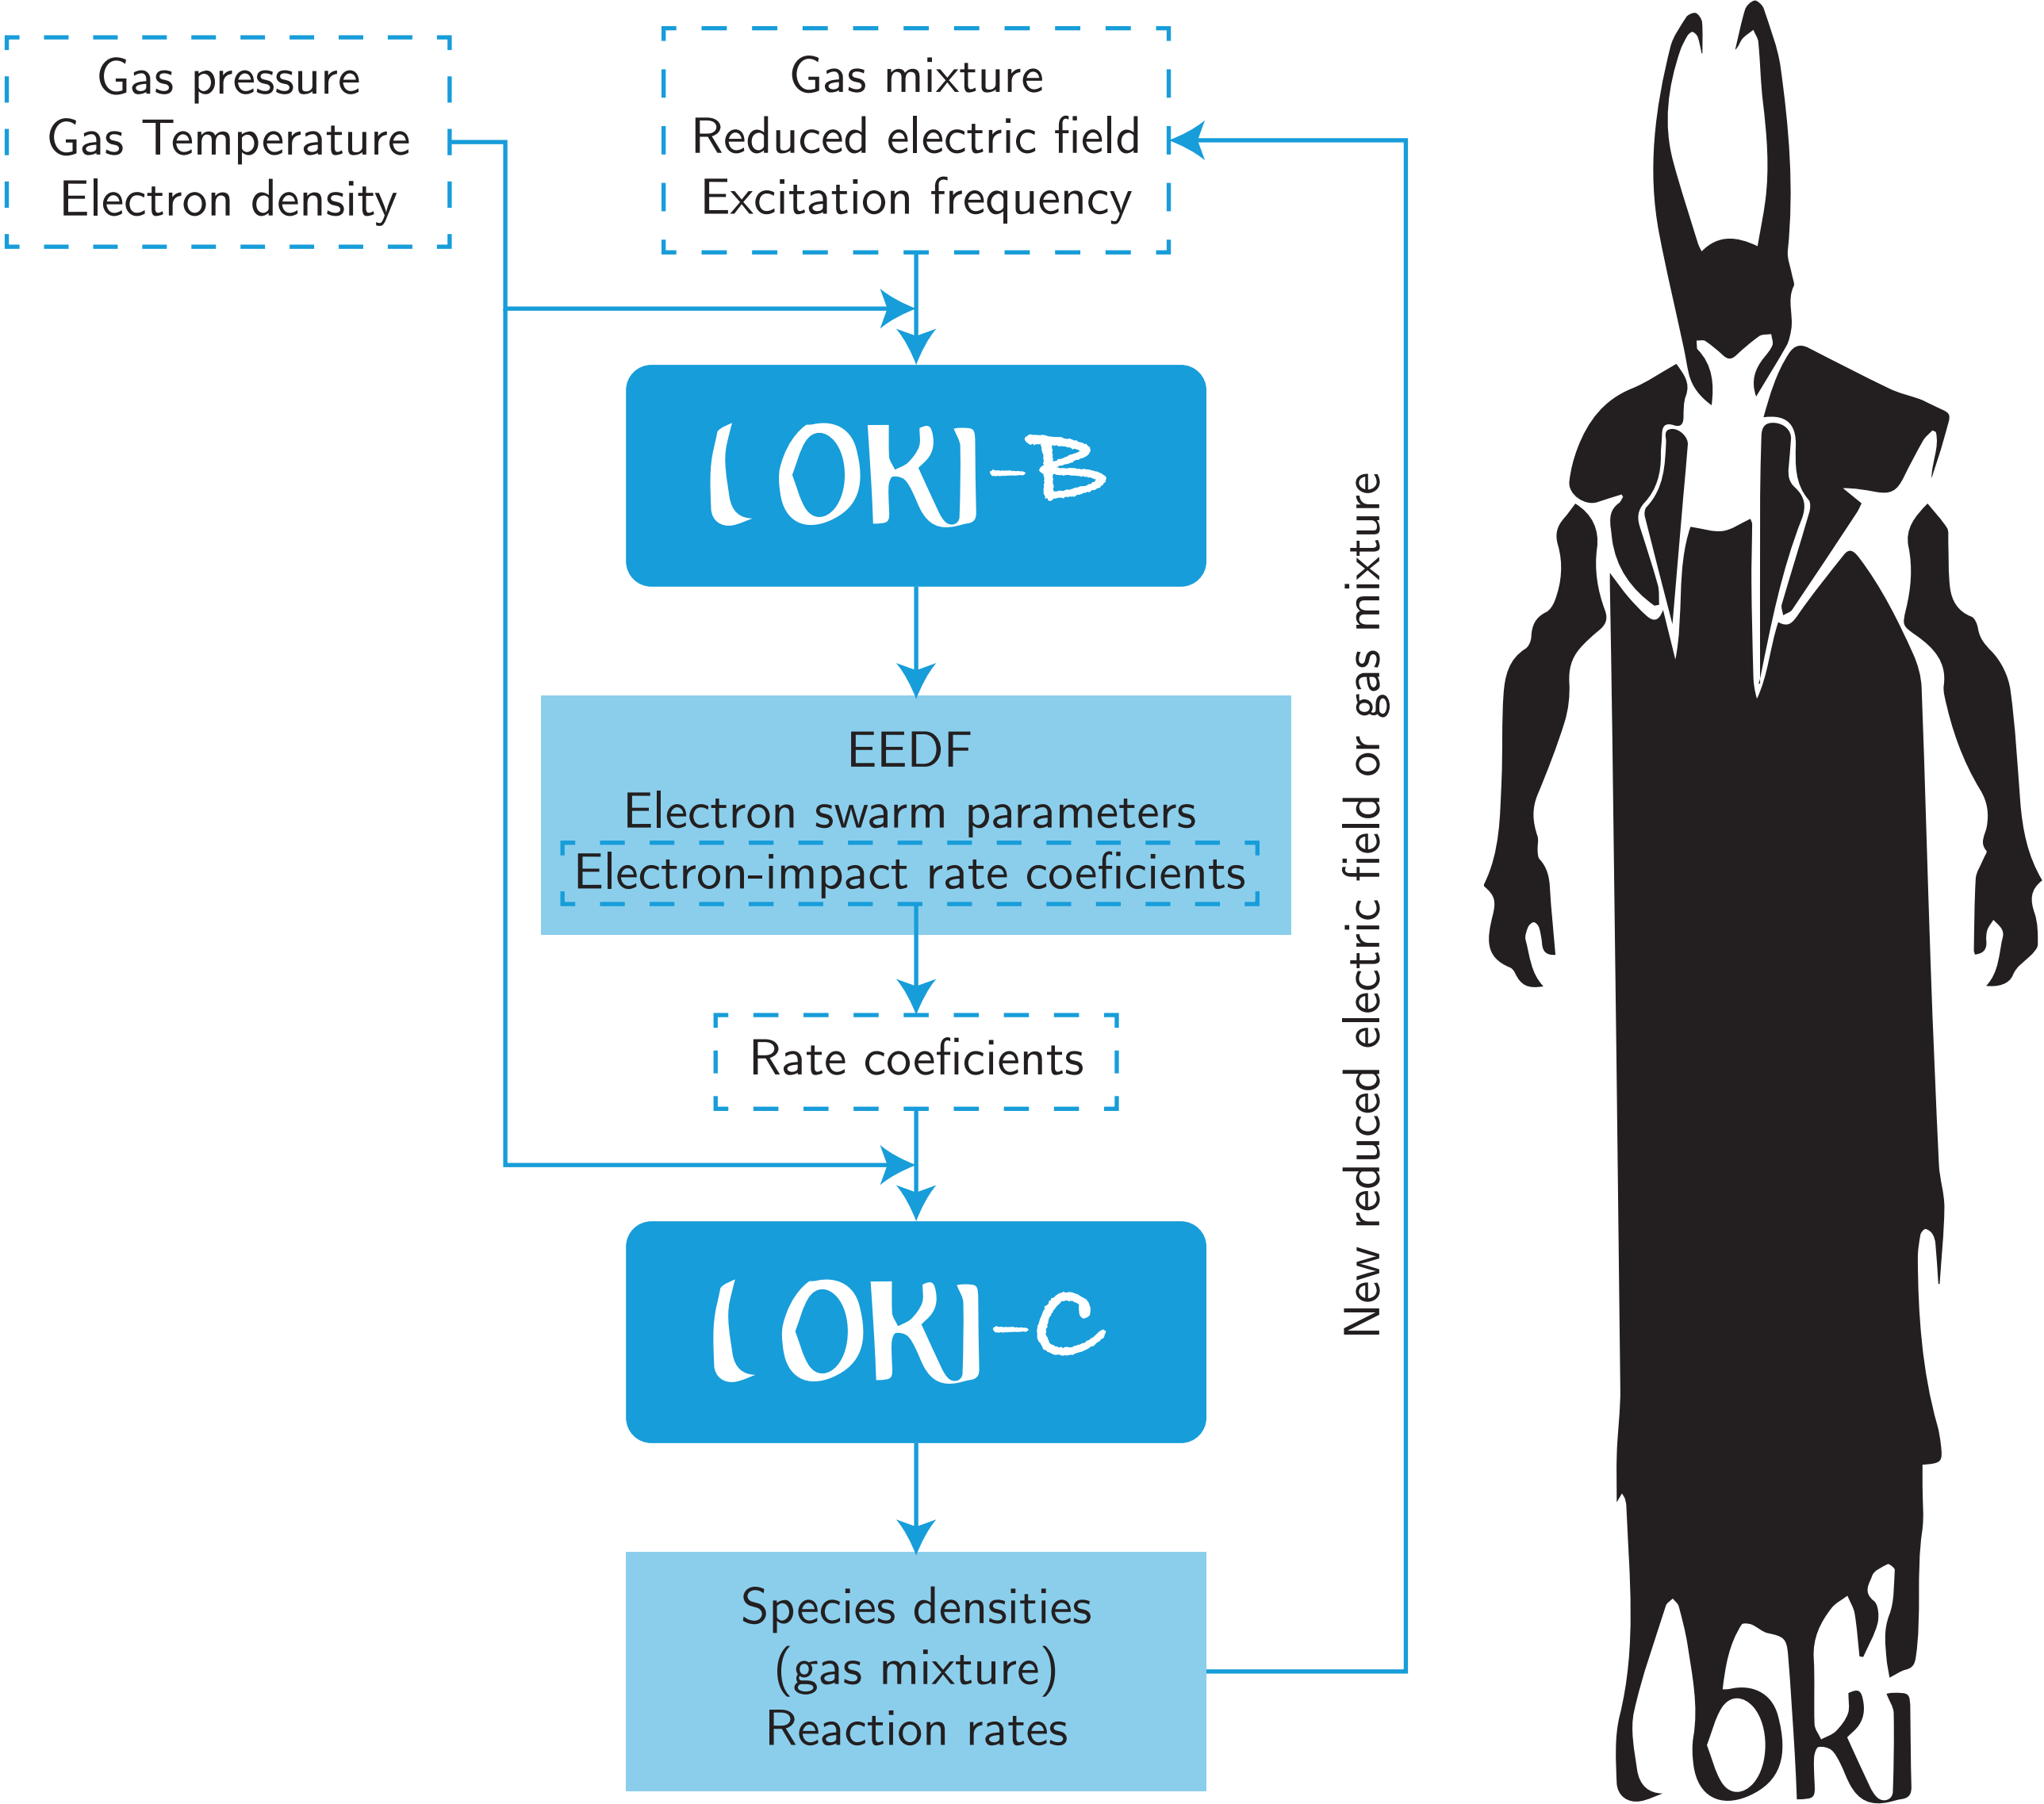 Gas pressure
Gas Temperature
Electron density
Gas mixture
Reduced electric field
Excitation frequency
LOKI-B
EEDF
Electron swarm parameters
Electron-impact rate coeficients
Rate coeficients
LOKI-C
Species densities
(gas mixture)
Reaction rates
New reduced electric field or gas mixture
LOKI